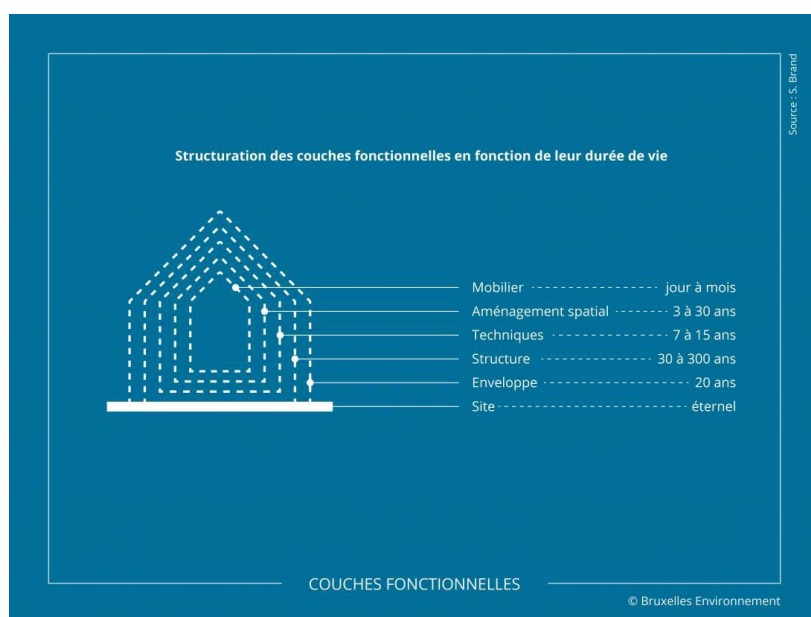 Source : S. Brand
Structuration des couches fonctionnelles en fonction de leur durée de vie
Mobilier jour à mois
Aménagement spatial 3 à 30 ans
Techniques 7 à 15 ans
Structure 30 à 300 ans
Enveloppe 20 ans
Site éternel
COUCHES FONCTIONNELLES
© Bruxelles Environnement